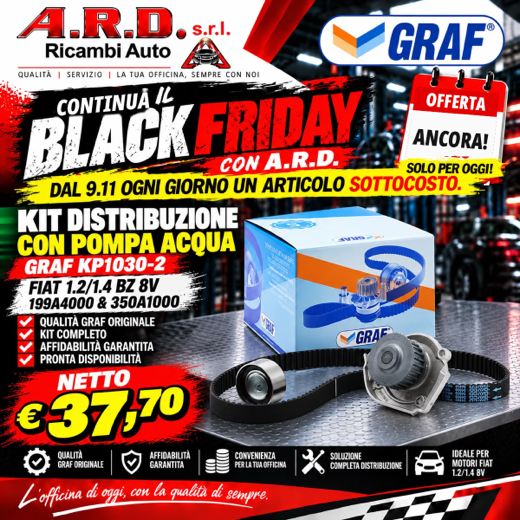 A.R.D. s.r.l.
Ricambi Auto
QUALITÀ | SERVIZIO | LA TUA OFFICINA, SEMPRE CON NOI
GRAF®
CONTINUA IL
BLACK FRIDAY
CON A.R.D.
OFFERTA
ANCORA!
SOLO PER OGGI!
DAL 9.11 OGNI GIORNO UN ARTICOLO SOTTOCOSTO.
KIT DISTRIBUZIONE
CON POMPA ACQUA
GRAF KP1030-2
FIAT 1.2/1.4 BZ 8V
199A4000 & 350A1000
QUALITÀ GRAF ORIGINALE
KIT COMPLETO
AFFIDABILITÀ GARANTITA
PRONTA DISPONIBILITÀ
GRAF
GRAF
NETTO
€37,70
QUALITÀ
GRAF ORIGINALE
AFFIDABILITÀ
GARANTITA
CONVENIENZA
PER LA TUA OFFICINA
SOLUZIONE
COMPLETA DISTRIBUZIONE
IDEALE PER
MOTORI FIAT
1.2/1.4 8V
L'officina di oggi, con la qualità di sempre.